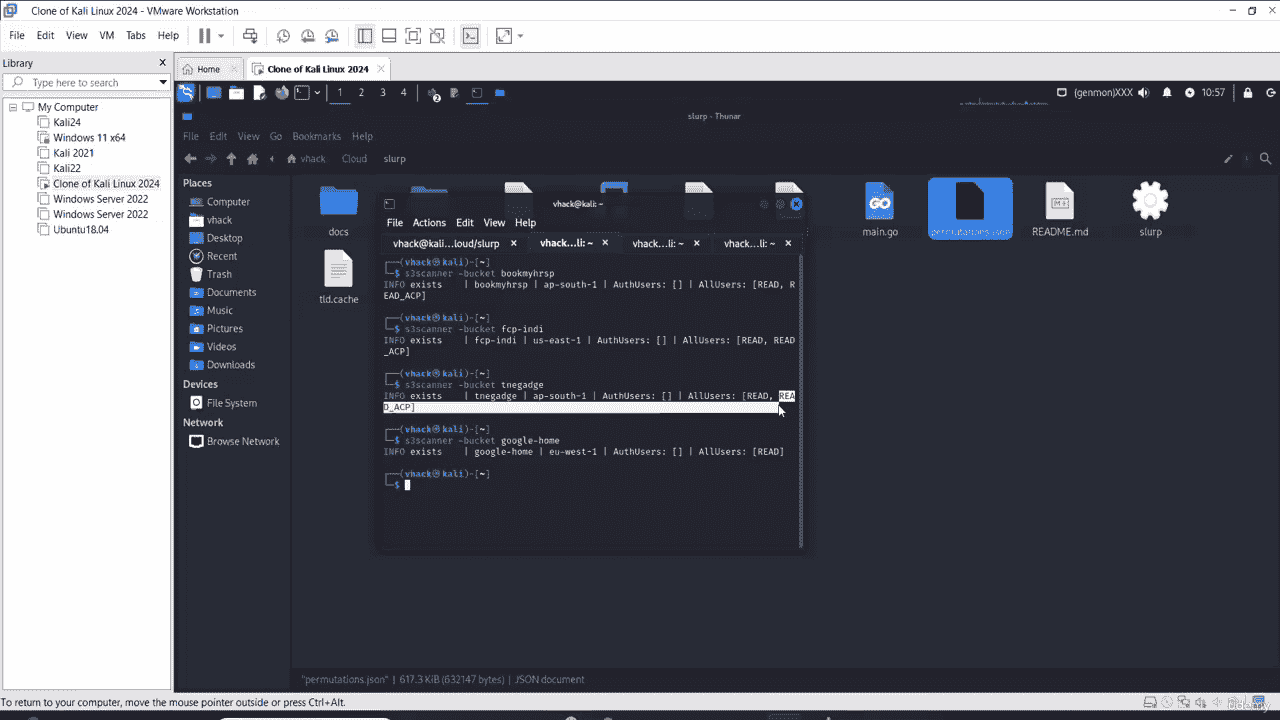 Clone of Kali Linux 2024 - VMware Workstation
File Edit View VM Tabs Help
Library
Type here to search
My Computer
Kali24
Windows 11 x64
Kali 2021
Kali22
Clone of Kali Linux 2024
Windows Server 2022
Windows Server 2022
Ubuntu18.04
Home
Clone of Kali Linux 2024
1 2 3 4
2
(genmon)XXX
10:57
slurp - Thunar
File Edit View Go Bookmarks Help
vhack Cloud slurp
Places
Computer
vhack
Desktop
Recent
Trash
Documents
Music
Pictures
Videos
Downloads
Devices
File System
Network
Browse Network
docs
tld.cache
GO
main.go
permutations.json
README.md
slurp
vhack@kali: ~
File Actions Edit View Help
vhack@kali...loud/slurp
vhack...li: ~
vhack...li: ~
vhack...li: ~
┌──(vhack㉿kali)-[~]
└─$ s3scanner -bucket bookmyhrsp
INFO exists | bookmyhrsp | ap-south-1 | AuthUsers: [] | AllUsers: [READ, R
EAD_ACP]
┌──(vhack㉿kali)-[~]
└─$ s3scanner -bucket fcp-indi
INFO exists | fcp-indi | us-east-1 | AuthUsers: [] | AllUsers: [READ, READ
_ACP]
┌──(vhack㉿kali)-[~]
└─$ s3scanner -bucket tnegadge
INFO exists | tnegadge | ap-south-1 | AuthUsers: [] | AllUsers: [READ, REA
D_ACP]
┌──(vhack㉿kali)-[~]
└─$ s3scanner -bucket google-home
INFO exists | google-home | eu-west-1 | AuthUsers: [] | AllUsers: [READ]
┌──(vhack㉿kali)-[~]
└─$
"permutations.json" | 617.3 KiB (632147 bytes) | JSON document
To return to your computer, move the mouse pointer outside or press Ctrl+Alt.